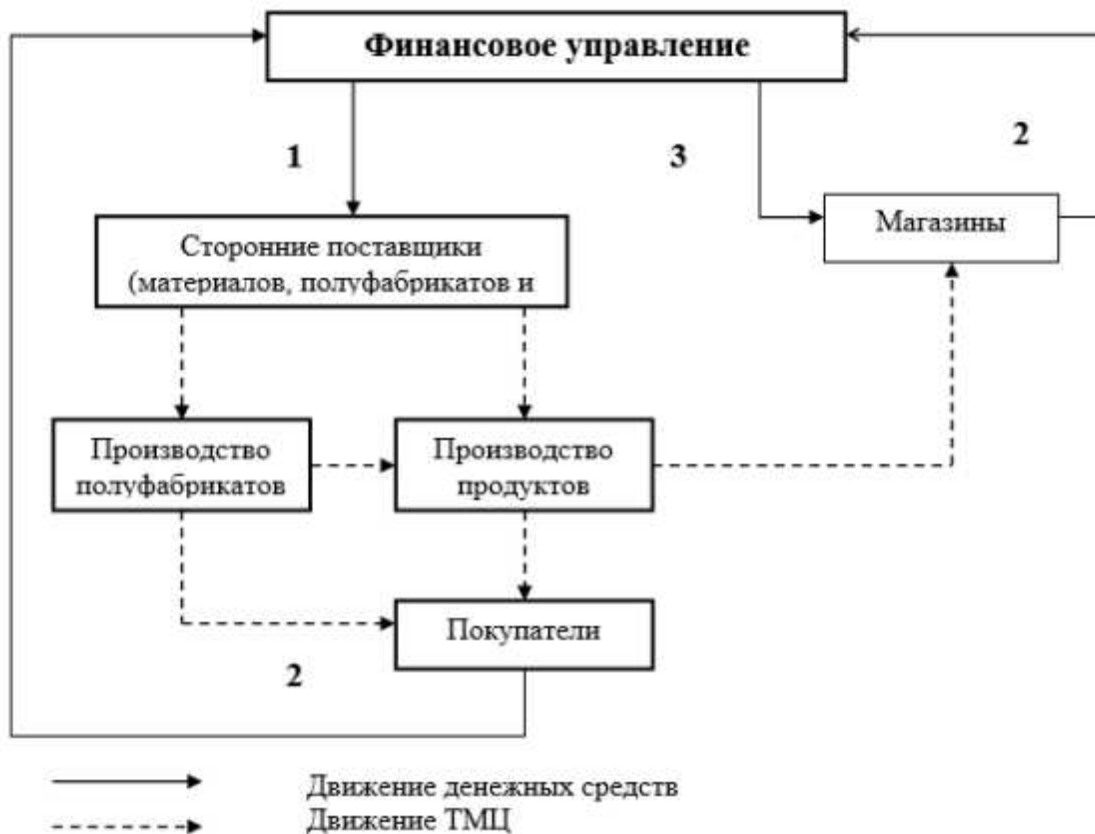 Финансовое управление
1
3
2
Магазины
Сторонние поставщики
(материалов, полуфабрикатов и
Производство
полуфабрикатов
Производство
продуктов
Покупатели
2
Движение денежных средств
Движение ТМЦ